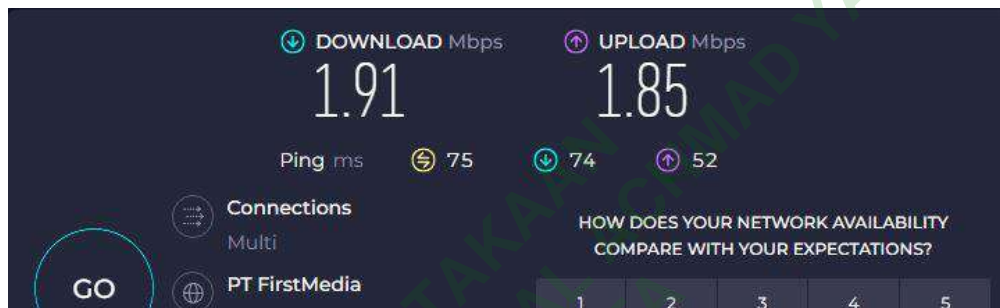 DOWNLOAD Mbps
UPLOAD Mbps
1.91
1.85
Ping ms 75 74 52
Connections
Multi
HOW DOES YOUR NETWORK AVAILABILITY
COMPARE WITH YOUR EXPECTATIONS?
GO
PT FirstMedia
1 2 3 4 5
TAKAAN